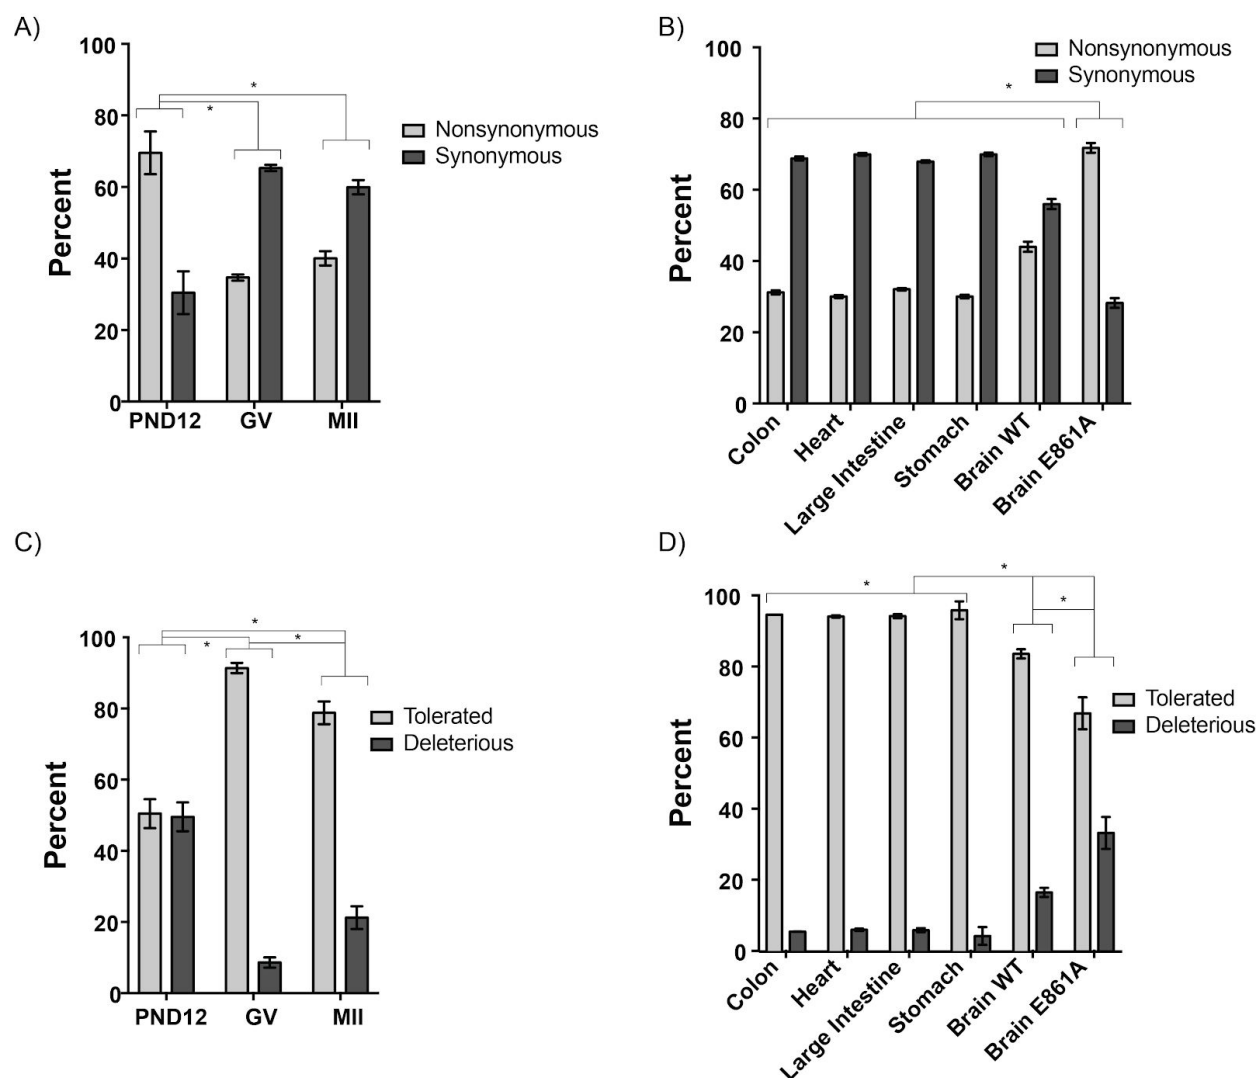 A)
100
80
60
40
20
0
Percent
*
*
Nonsynonymous
Synonymous
PND12 GV MII
B)
100
80
60
40
20
0
Percent
Nonsynonymous
Synonymous
*
Colon
Heart
Large Intestine
Stomach
Brain WT
Brain E861A
C)
100
80
60
40
20
0
Percent
*
*
*
Tolerated
Deleterious
PND12 GV MII
D)
100
80
60
40
20
0
Percent
*
*
*
Tolerated
Deleterious
Colon
Heart
Large Intestine
Stomach
Brain WT
Brain E861A